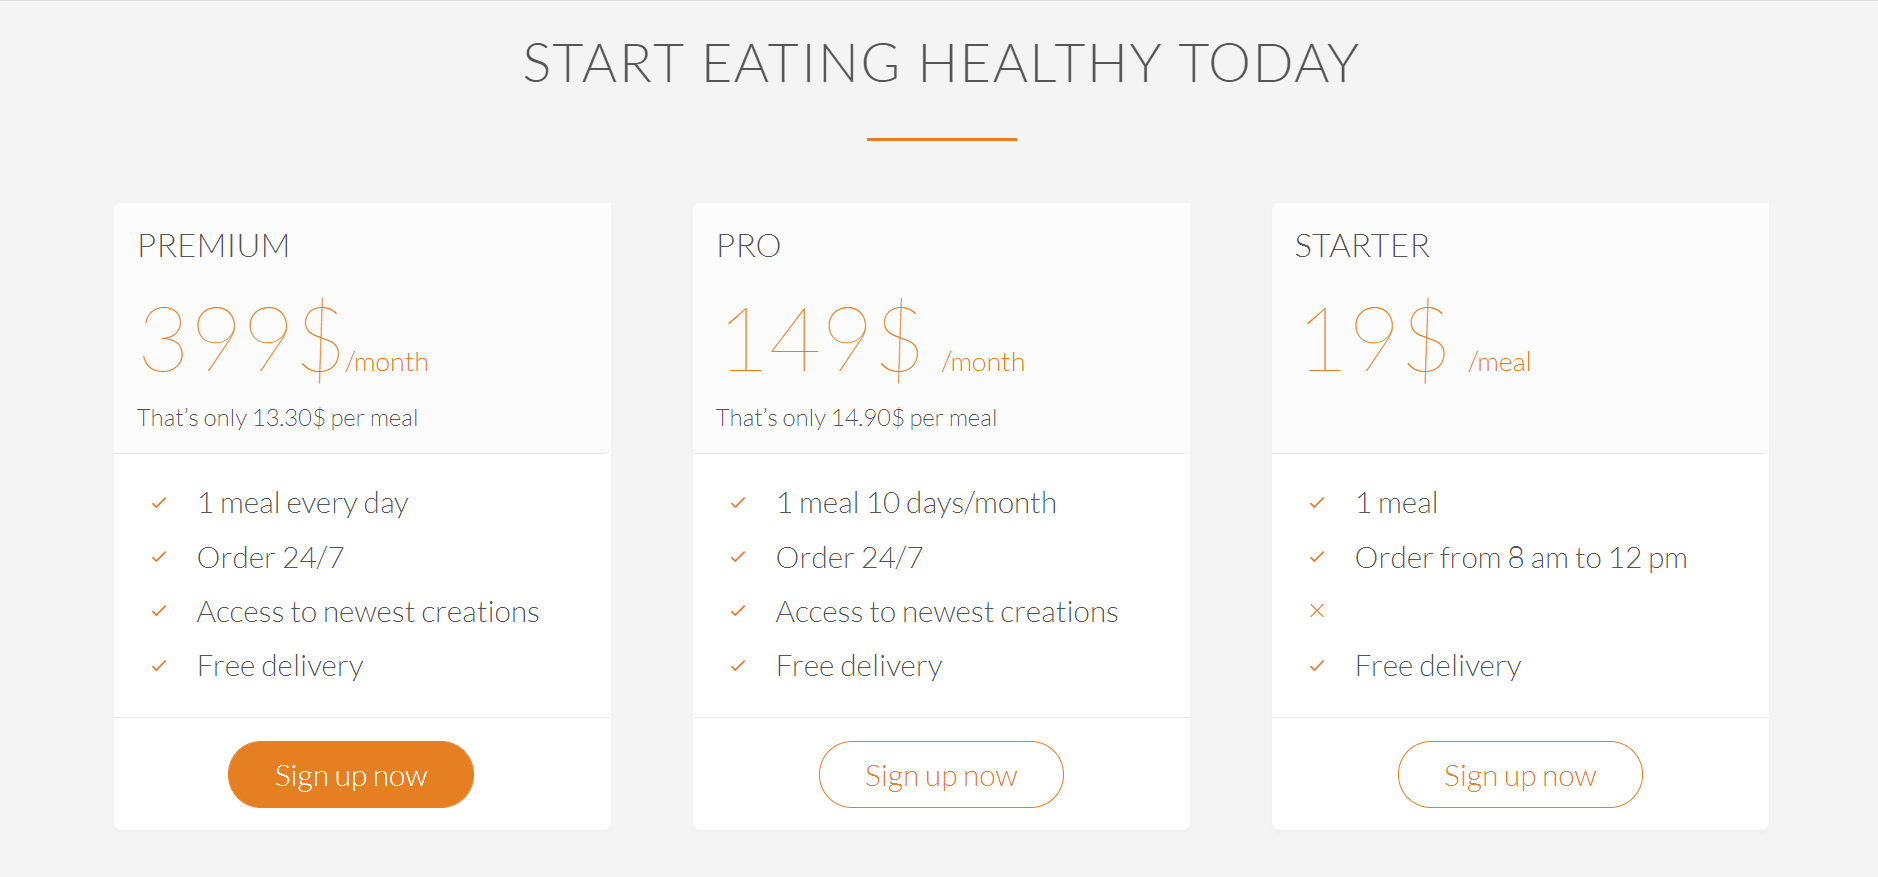 START EATING HEALTHY TODAY
PREMIUM
399$/month
That’s only 13.30$ per meal
1 meal every day
Order 24/7
Access to newest creations
Free delivery
Sign up now
PRO
149$ /month
That’s only 14.90$ per meal
1 meal 10 days/month
Order 24/7
Access to newest creations
Free delivery
Sign up now
STARTER
19$ /meal
1 meal
Order from 8 am to 12 pm
Free delivery
Sign up now